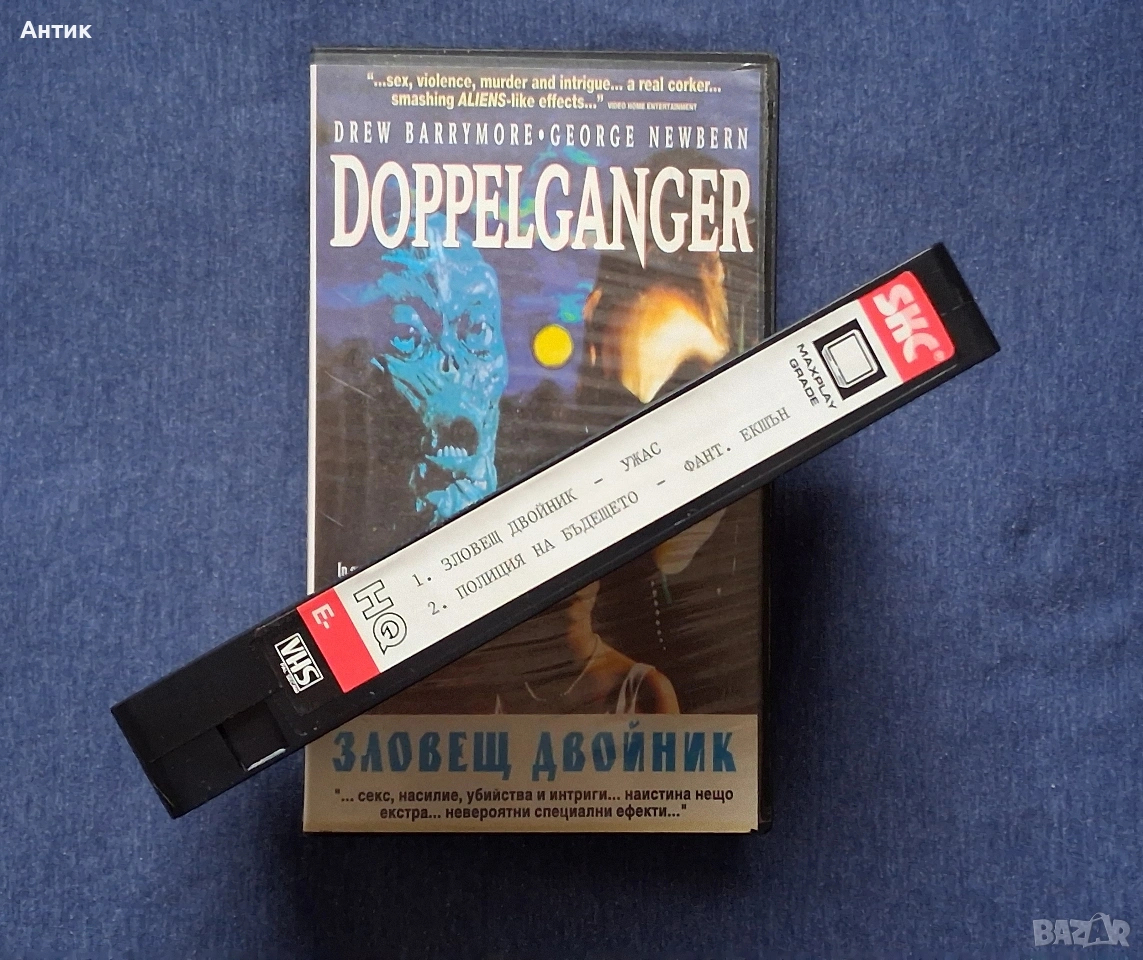 Антик
"...sex, violence, murder and intrigue... a real corker...
smashing ALIENS-like effects..." VIDEO HOME ENTERTAINMENT
DREW BARRYMORE•GEORGE NEWBERN
DOPPELGANGER
SKC®
MAXPLAY
GRADE
1. ЗЛОВЕЩ ДВОЙНИК - УЖАС
2. ПОЛИЦИЯ НА БЪДЕЩЕТО - ФАНТ. ЕКШЪН
HQ
E-
VHS
ЗЛОВЕЩ ДВОЙНИК
"... секс, насилие, убийства и интриги... наистина нещо
екстра... невероятни специални ефекти..."
BAZAR